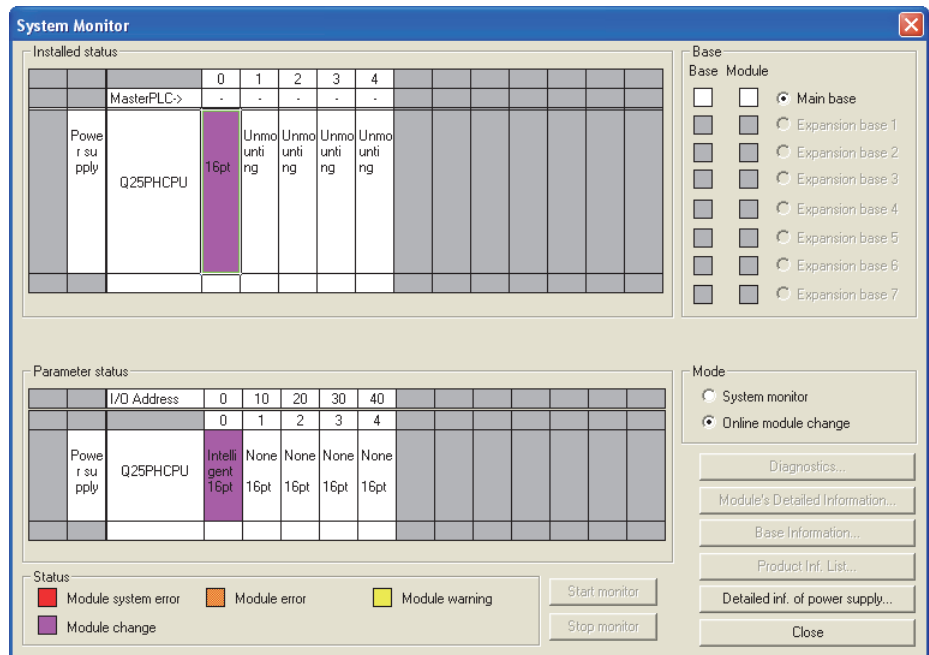 System Monitor
Installed status
0 1 2 3 4
MasterPLC-> - - - - -
Powe
r su
pply
Q25PHCPU
16pt
Unmo
unti
ng
Unmo
unti
ng
Unmo
unti
ng
Unmo
unti
ng
Base
Base Module
Main base
Expansion base 1
Expansion base 2
Expansion base 3
Expansion base 4
Expansion base 5
Expansion base 6
Expansion base 7
Parameter status
I/O Address 0 10 20 30 40
0 1 2 3 4
Powe
r su
pply
Q25PHCPU
Intelli
gent
16pt
None
16pt
None
16pt
None
16pt
None
16pt
Mode
System monitor
Online module change
Diagnostics...
Module's Detailed Information...
Base Information...
Product Inf. List...
Detailed inf. of power supply...
Close
Status
Module system error
Module error
Module warning
Module change
Start monitor
Stop monitor